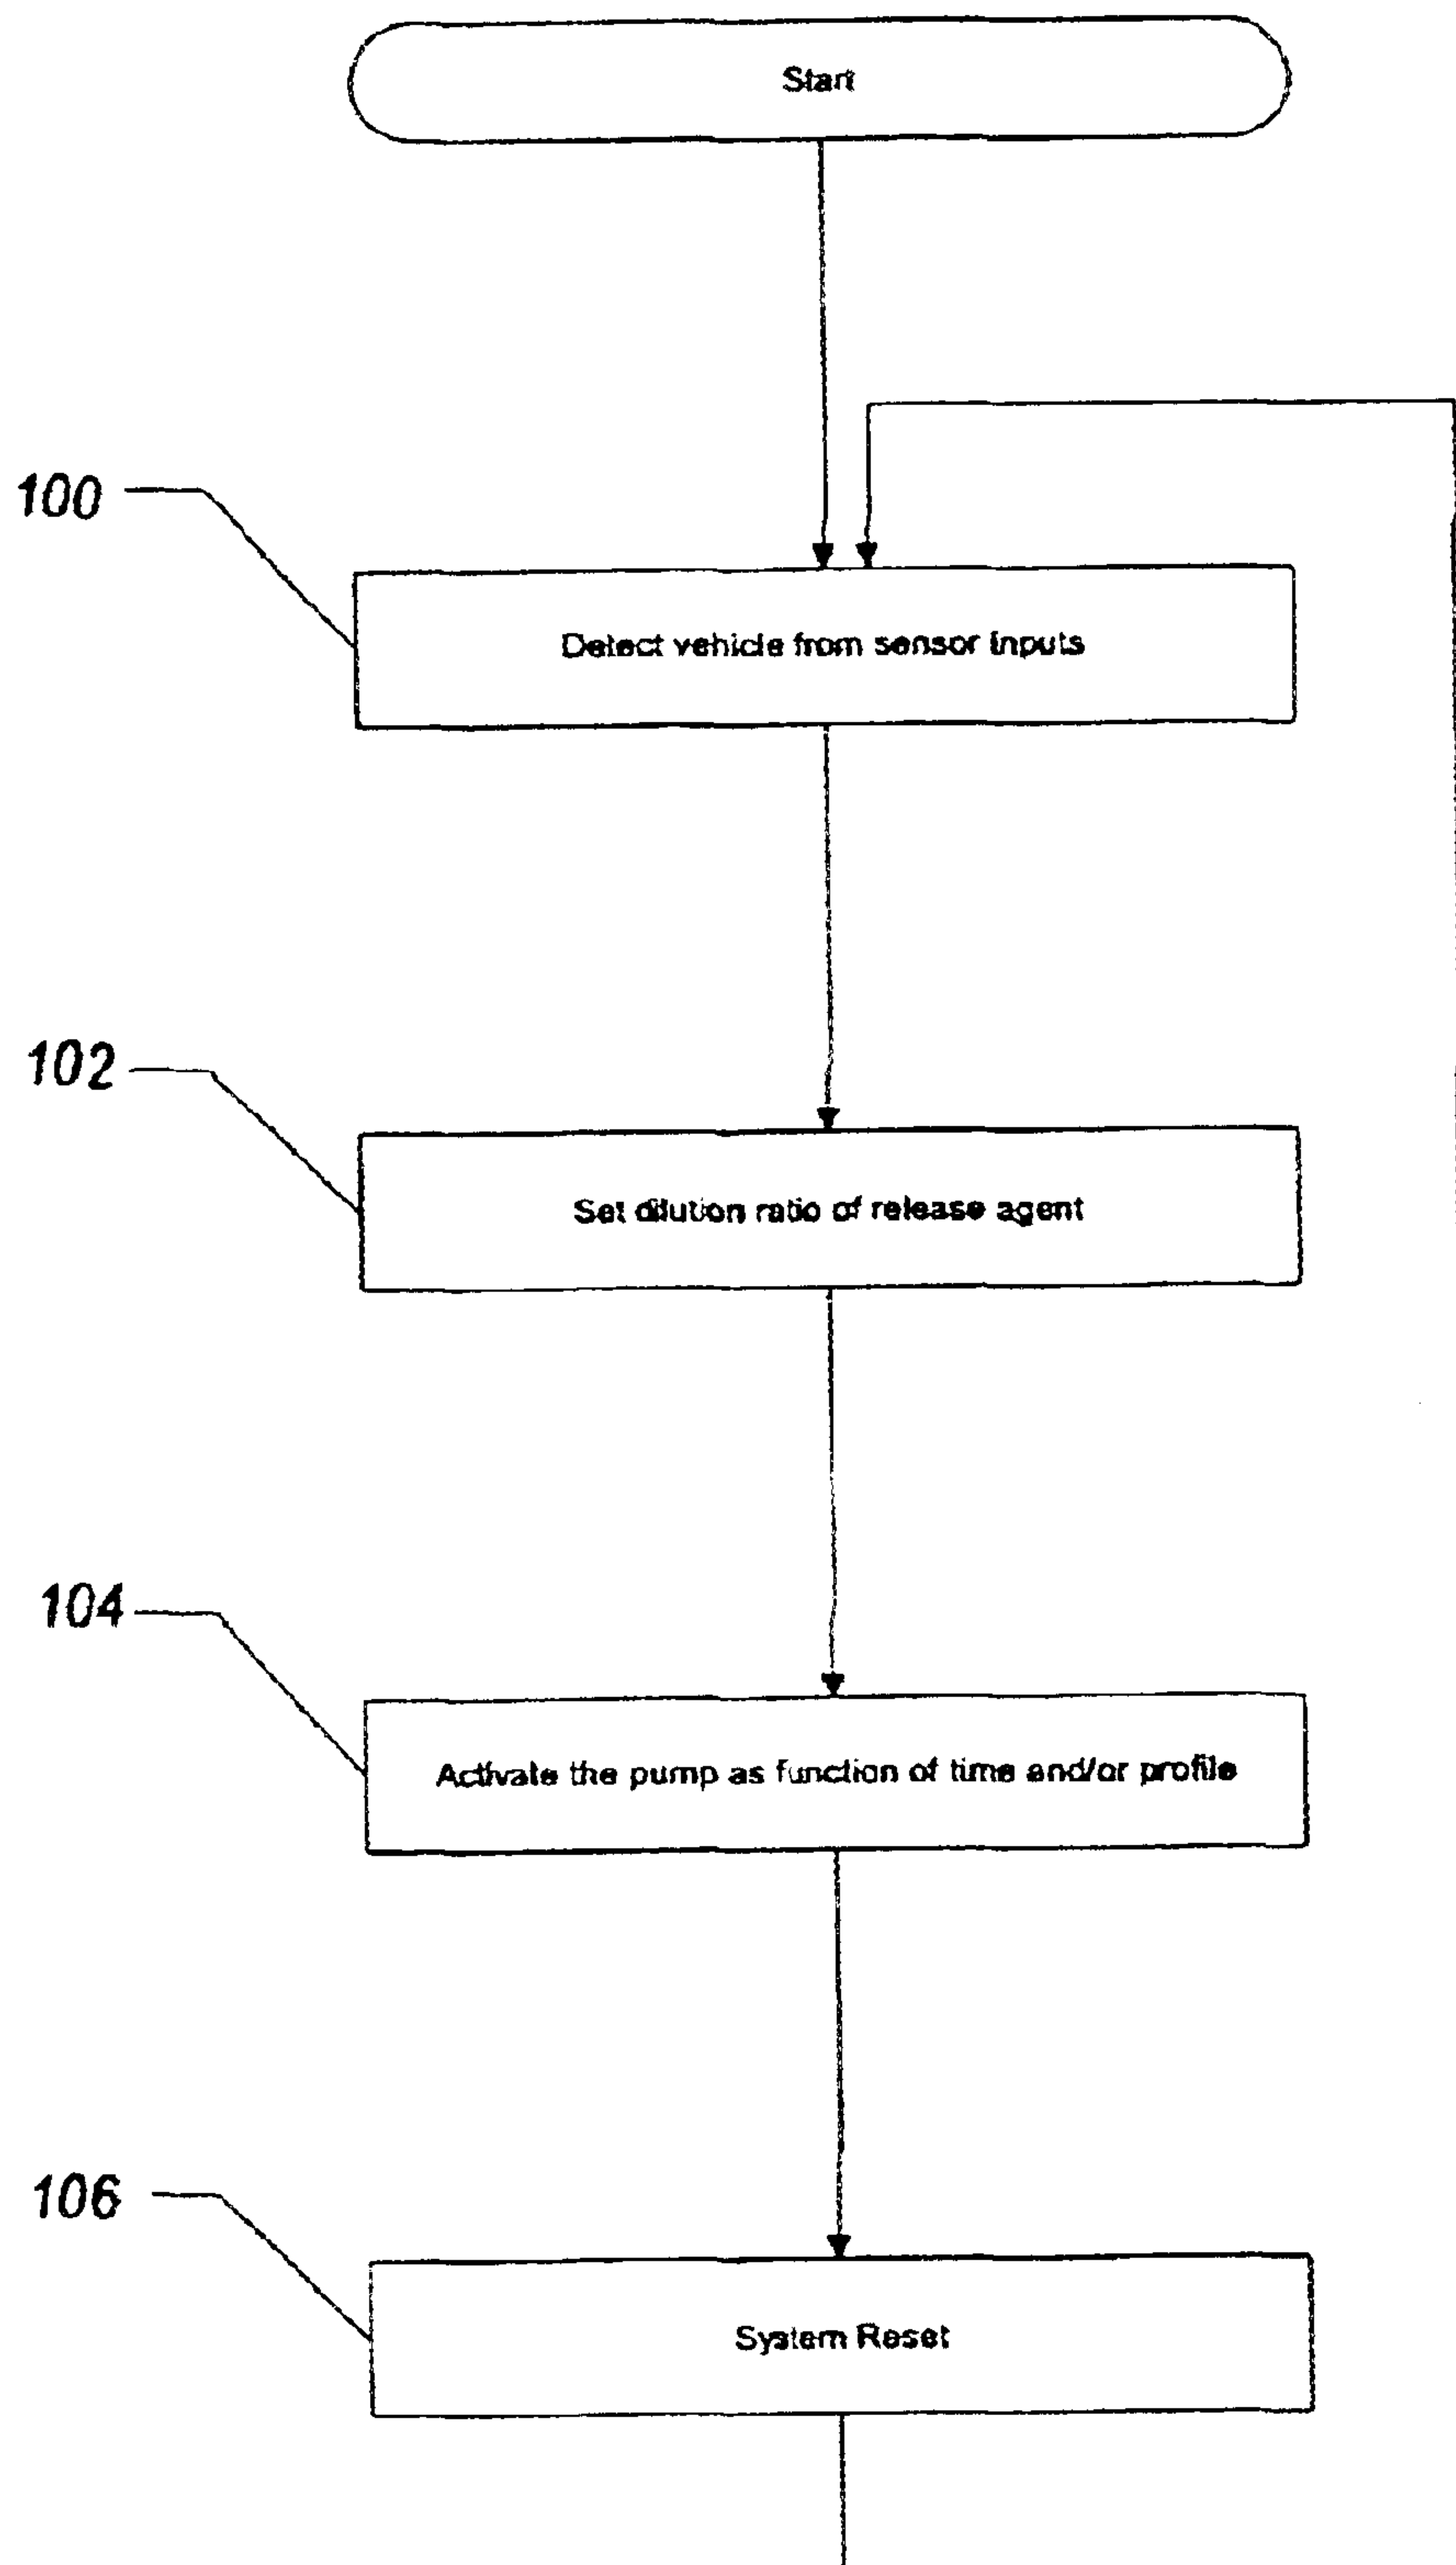 Start
100
Detect vehicle from sensor inputs
102
Set dilution ratio of release agent
104
Activate the pump as function of time and/or profile
106
System Reset